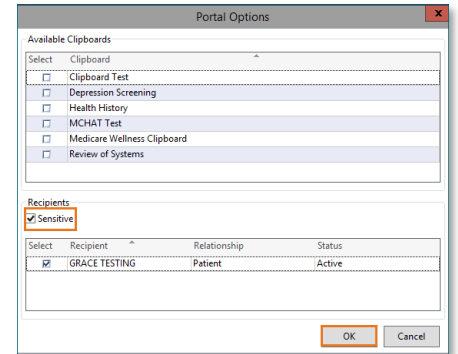 Portal Options
x
Available Clipboards
Select Clipboard
Clipboard Test
Depression Screening
Health History
MCHAT Test
Medicare Wellness Clipboard
Review of Systems
Recipients
Sensitive
Select Recipient Relationship Status
GRACE TESTING Patient Active
OK Cancel